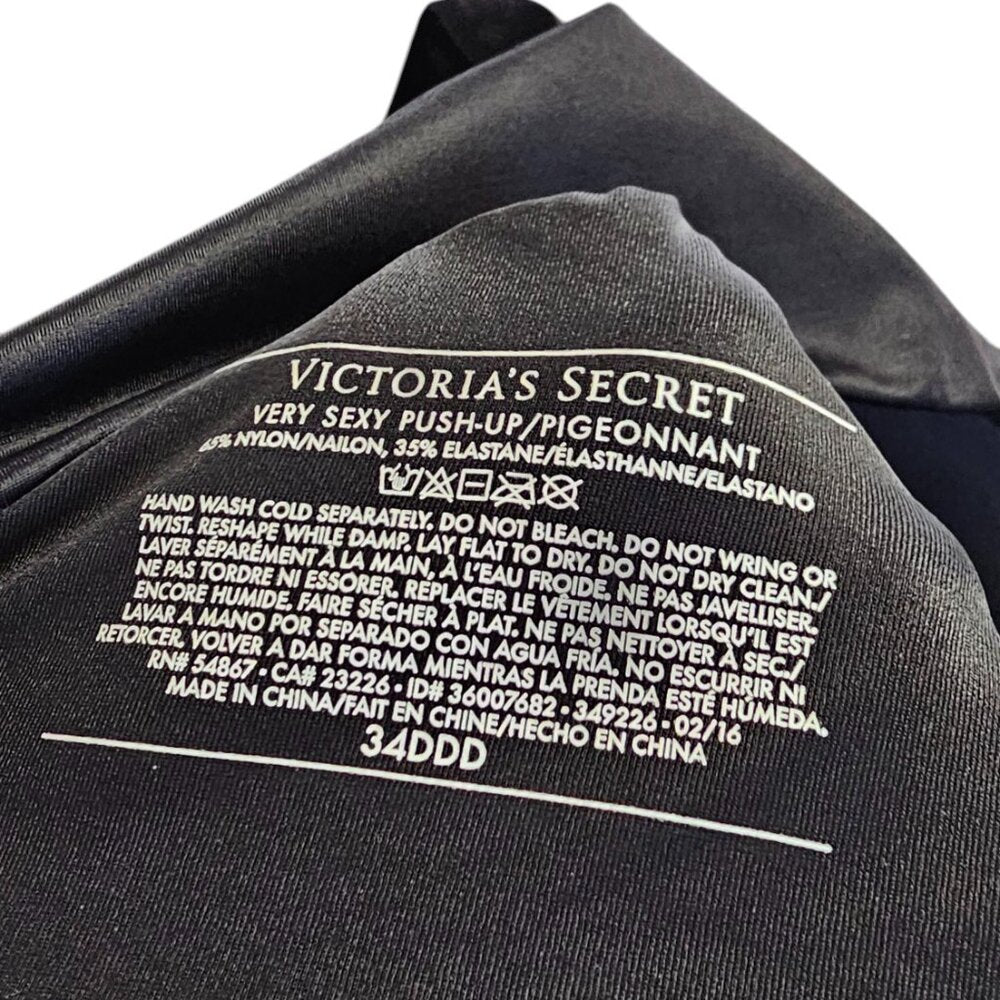 VICTORIA'S SECRET
VERY SEXY PUSH-UP/PIGEONNANT
65% NYLON/NAILON, 35% ELASTANE/ÉLASTHANNE/ELASTANO
HAND WASH COLD SEPARATELY. DO NOT BLEACH. DO NOT WRING OR
TWIST. RESHAPE WHILE DAMP. LAY FLAT TO DRY. DO NOT DRY CLEAN./
LAVER SÉPARÉMENT À LA MAIN, À L'EAU FROIDE. NE PAS JAVELLISER.
NE PAS TORDRE NI ESSORER. REPLACER LE VÊTEMENT LORSQU'IL EST
ENCORE HUMIDE. FAIRE SÉCHER À PLAT. NE PAS NETTOYER À SEC/
LAVAR A MANO POR SEPARADO CON AGUA FRÍA. NO ESCURRIR NI
RETORCER. VOLVER A DAR FORMA MIENTRAS LA PRENDA ESTÉ HÚMEDA.
RN# 54867 • CA# 23226 • ID# 36007682 • 349226 • 02/16
MADE IN CHINA/FAIT EN CHINE/HECHO EN CHINA
34DDD